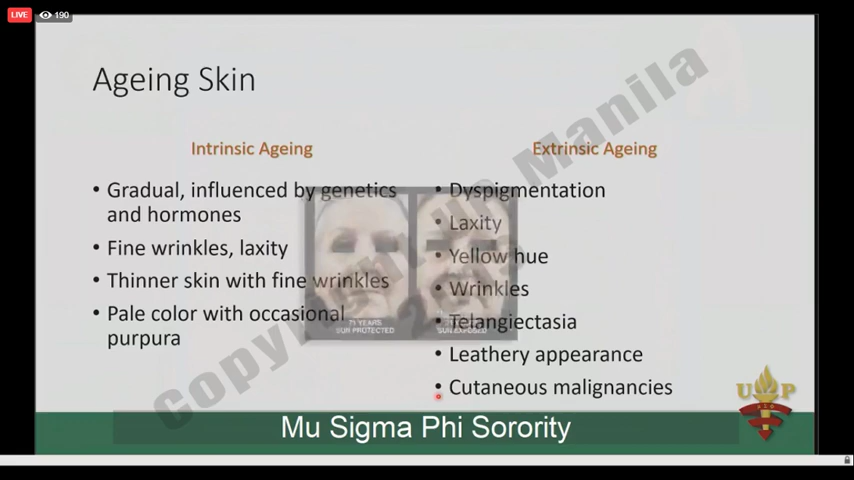 LIVE 190
Ageing Skin
Intrinsic Ageing
• Gradual, influenced by genetics
and hormones
• Fine wrinkles, laxity
• Thinner skin with fine wrinkles
• Pale color with occasional
purpura
Extrinsic Ageing
• Dyspigmentation
• Laxity
• Yellow hue
• Wrinkles
• Telangiectasia
• Leathery appearance
• Cutaneous malignancies
71 YEARS
SUN PROTECTED
SUN EXPOSED
Copyright UP Manila
Mu Sigma Phi Sorority
U P